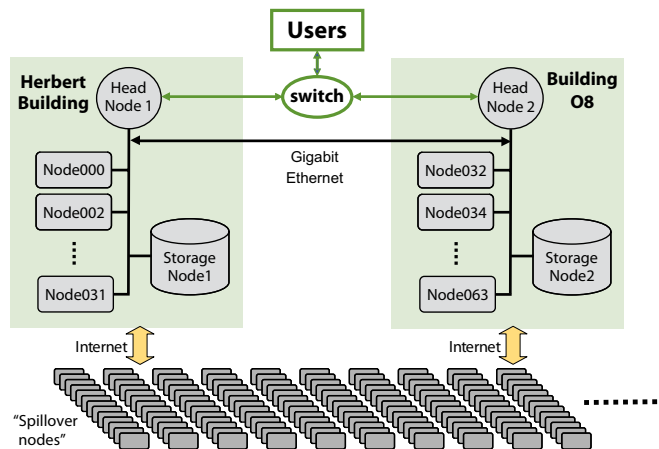 Users
Herbert
Building
Head
Node 1
switch
Head
Node 2
Building
O8
Gigabit
Ethernet
Node000
Node002
Storage
Node1
Node031
Node032
Node034
Storage
Node2
Node063
Internet
Internet
“Spillover
nodes”